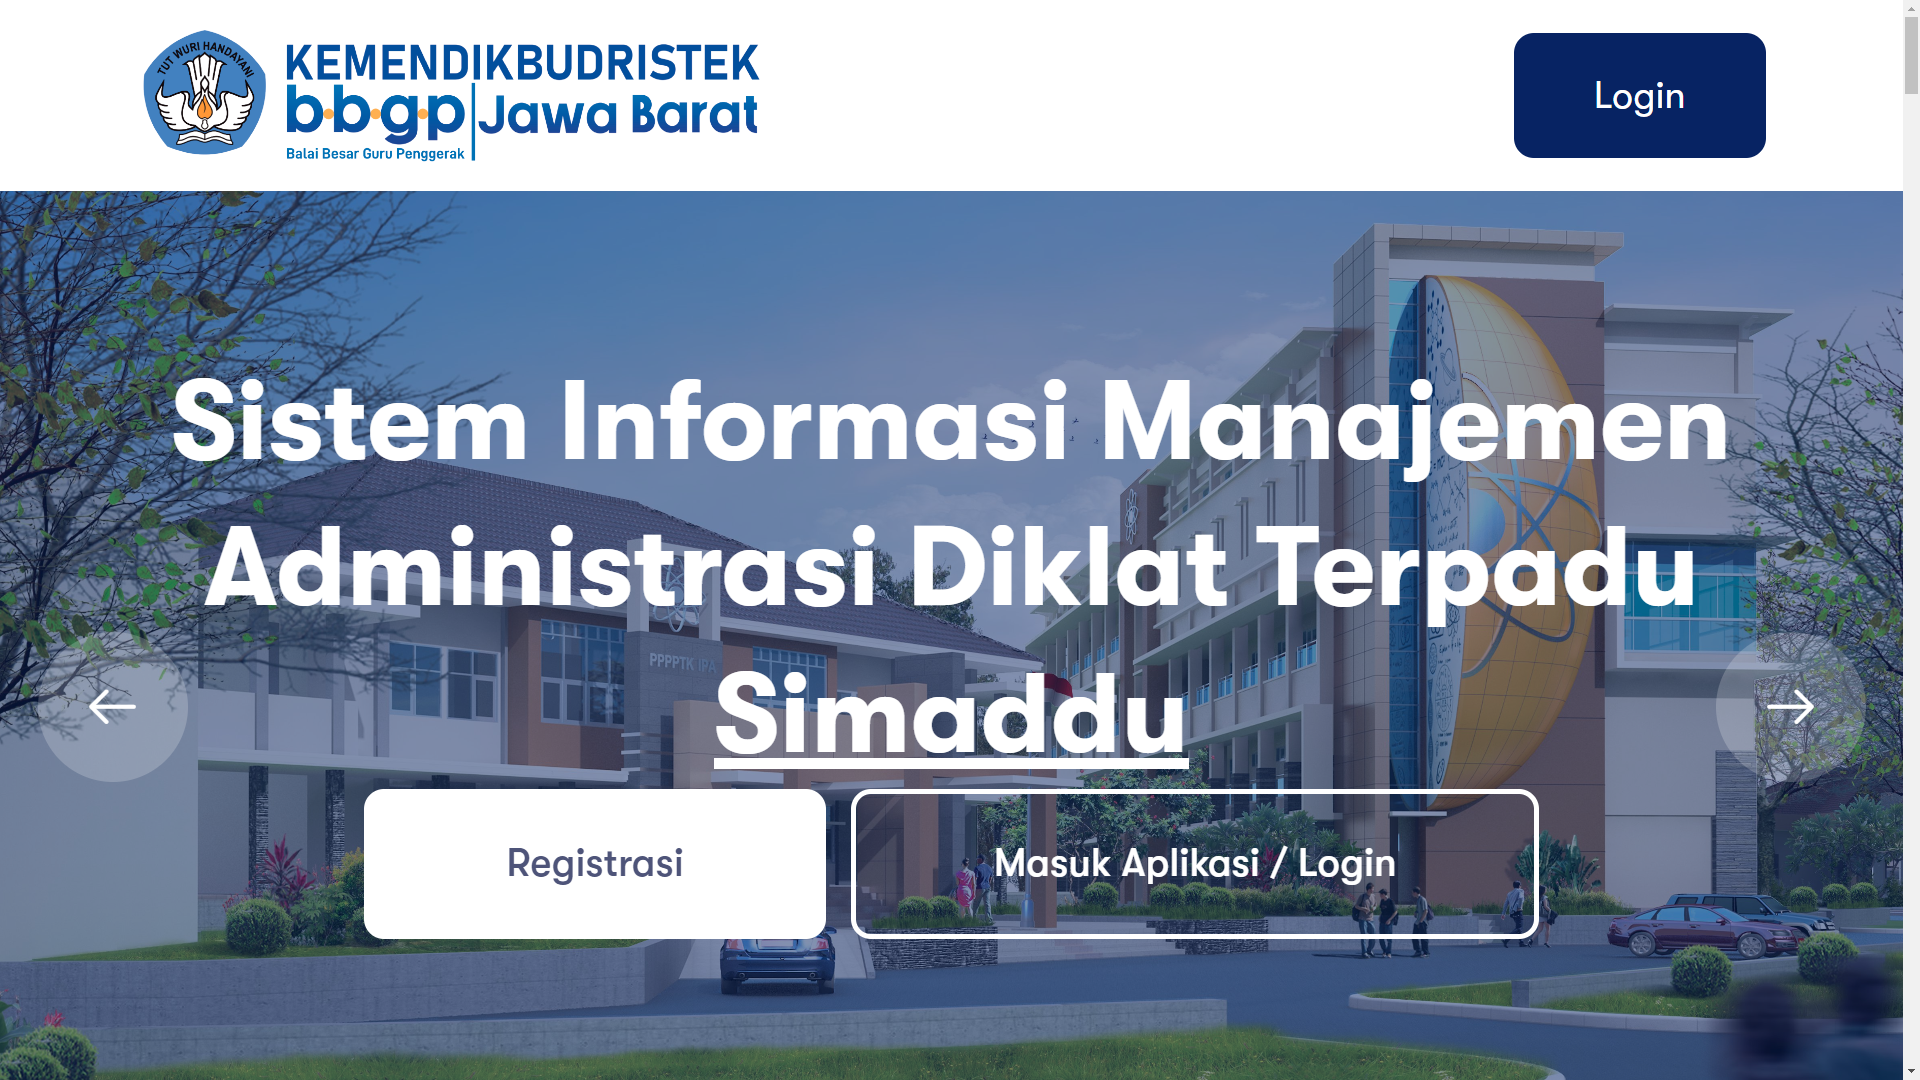 TUT WURI HANDAYANI
KEMENDIKBUDRISTEK
b·b·g·p
Jawa Barat
Balai Besar Guru Penggerak
Login
Sistem Informasi Manajemen
Administrasi Diklat Terpadu
Simaddu
PPPPTK IPA
Registrasi
Masuk Aplikasi / Login